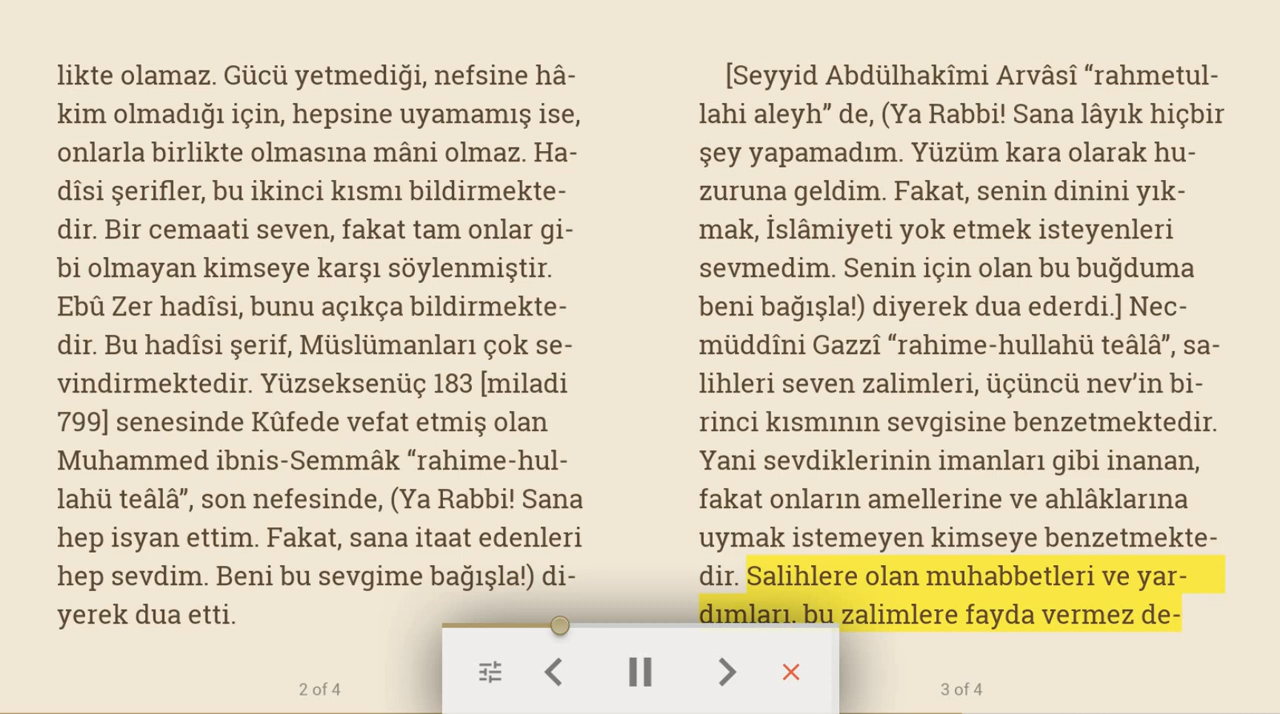 likte olamaz. Gücü yetmediği, nefsine hâ-
kim olmadığı için, hepsine uyamamış ise,
onlarla birlikte olmasına mâni olmaz. Ha-
dîsi şerifler, bu ikinci kısmı bildirmekte-
dir. Bir cemaati seven, fakat tam onlar gi-
bi olmayan kimseye karşı söylenmiştir.
Ebû Zer hadîsi, bunu açıkça bildirmekte-
dir. Bu hadîsi şerif, Müslümanları çok se-
vindirmektedir. Yüzseksenüç 183 [miladi
799] senesinde Kûfede vefat etmiş olan
Muhammed ibnis-Semmâk “rahime-hul-
lahü teâlâ”, son nefesinde, (Ya Rabbi! Sana
hep isyan ettim. Fakat, sana itaat edenleri
hep sevdim. Beni bu sevgime bağışla!) di-
yerek dua etti.
2 of 4
[Seyyid Abdülhakîmi Arvâsî “rahmetul-
lahi aleyh” de, (Ya Rabbi! Sana lâyık hiçbir
şey yapamadım. Yüzüm kara olarak hu-
zuruna geldim. Fakat, senin dinini yık-
mak, İslâmiyeti yok etmek isteyenleri
sevmedim. Senin için olan bu buğduma
beni bağışla!) diyerek dua ederdi.] Nec-
müddîni Gazzî “rahime-hullahü teâlâ”, sa-
lihleri seven zalimleri, üçüncü nev’in bi-
rinci kısmının sevgisine benzetmektedir.
Yani sevdiklerinin imanları gibi inanan,
fakat onların amellerine ve ahlâklarına
uymak istemeyen kimseye benzetmekte-
dir. Salihlere olan muhabbetleri ve yar-
dımları, bu zalimlere fayda vermez de-
3 of 4